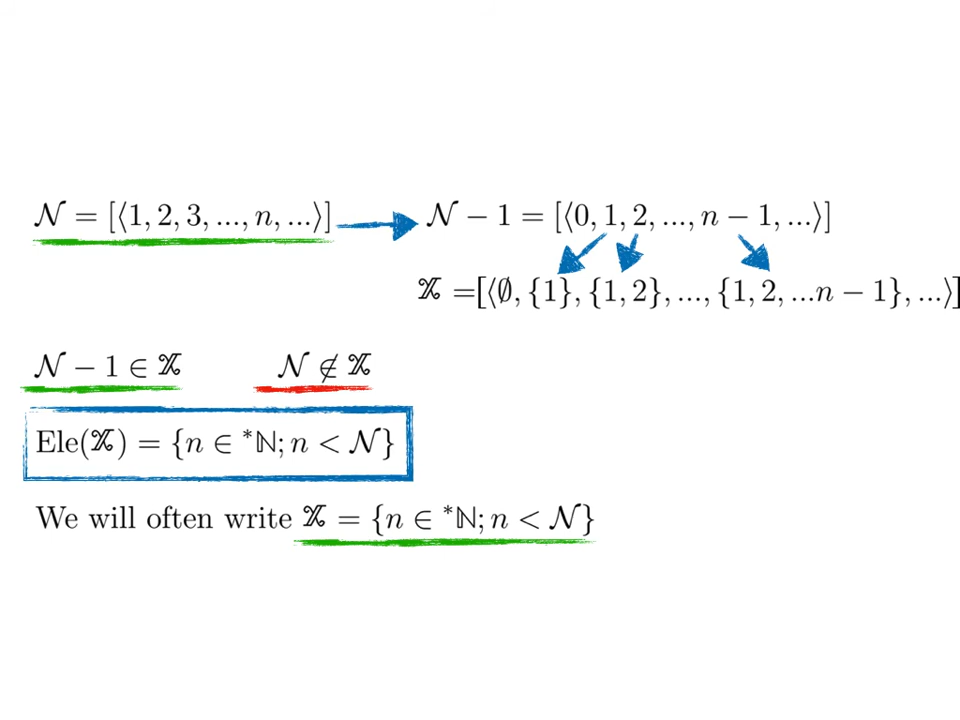 𝒩 = [⟨1, 2, 3, ..., n, ...⟩] 𝒩 − 1 = [⟨0, 1, 2, ..., n − 1, ...⟩]
𝒳 =[⟨∅, {1}, {1, 2}, ..., {1, 2, ...n − 1}, ...⟩]
𝒩 − 1 ∈ 𝒳 𝒩 ∉ 𝒳
Ele(𝒳) = {n ∈ *ℕ; n < 𝒩}
We will often write 𝒳 = {n ∈ *ℕ; n < 𝒩}